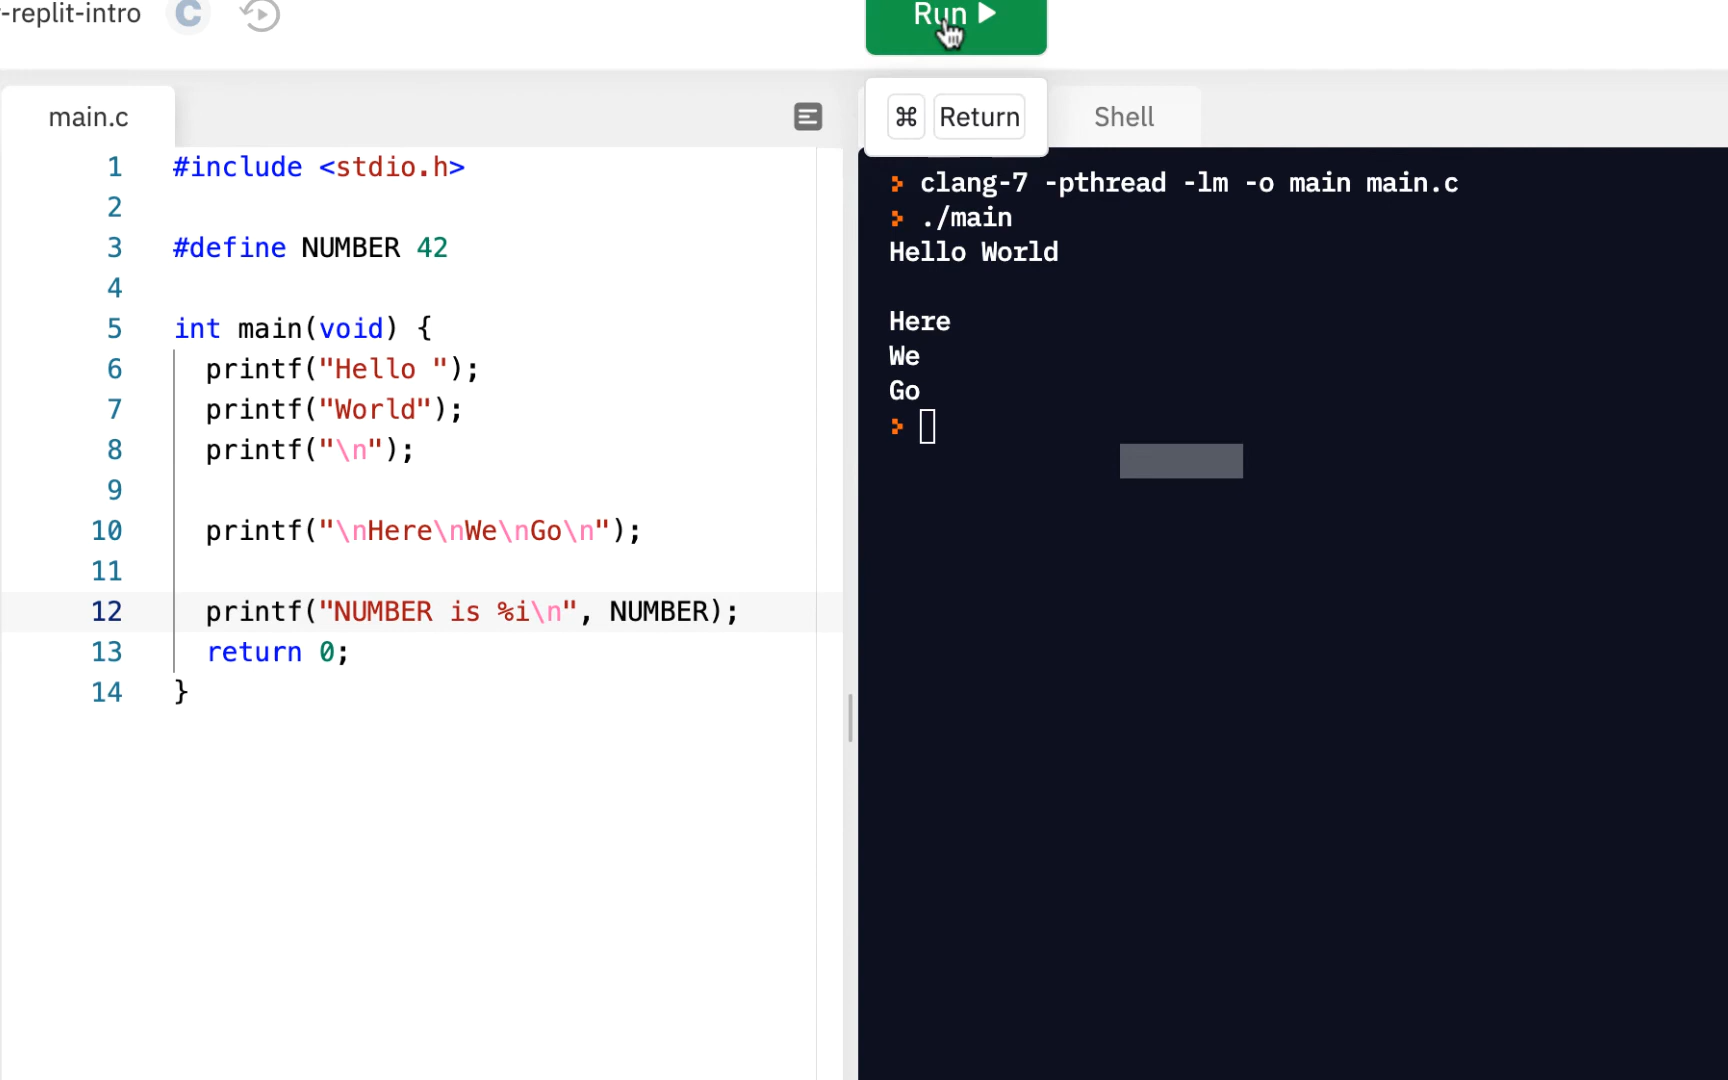 -replit-intro C
Run
main.c
⌘ Return
Shell
1 #include <stdio.h>
2
3 #define NUMBER 42
4
5 int main(void) {
6   printf("Hello ");
7   printf("World");
8   printf("\n");
9
10   printf("\nHere\nWe\nGo\n");
11
12   printf("NUMBER is %i\n", NUMBER);
13   return 0;
14 }
> clang-7 -pthread -lm -o main main.c
> ./main
Hello World
Here
We
Go
>